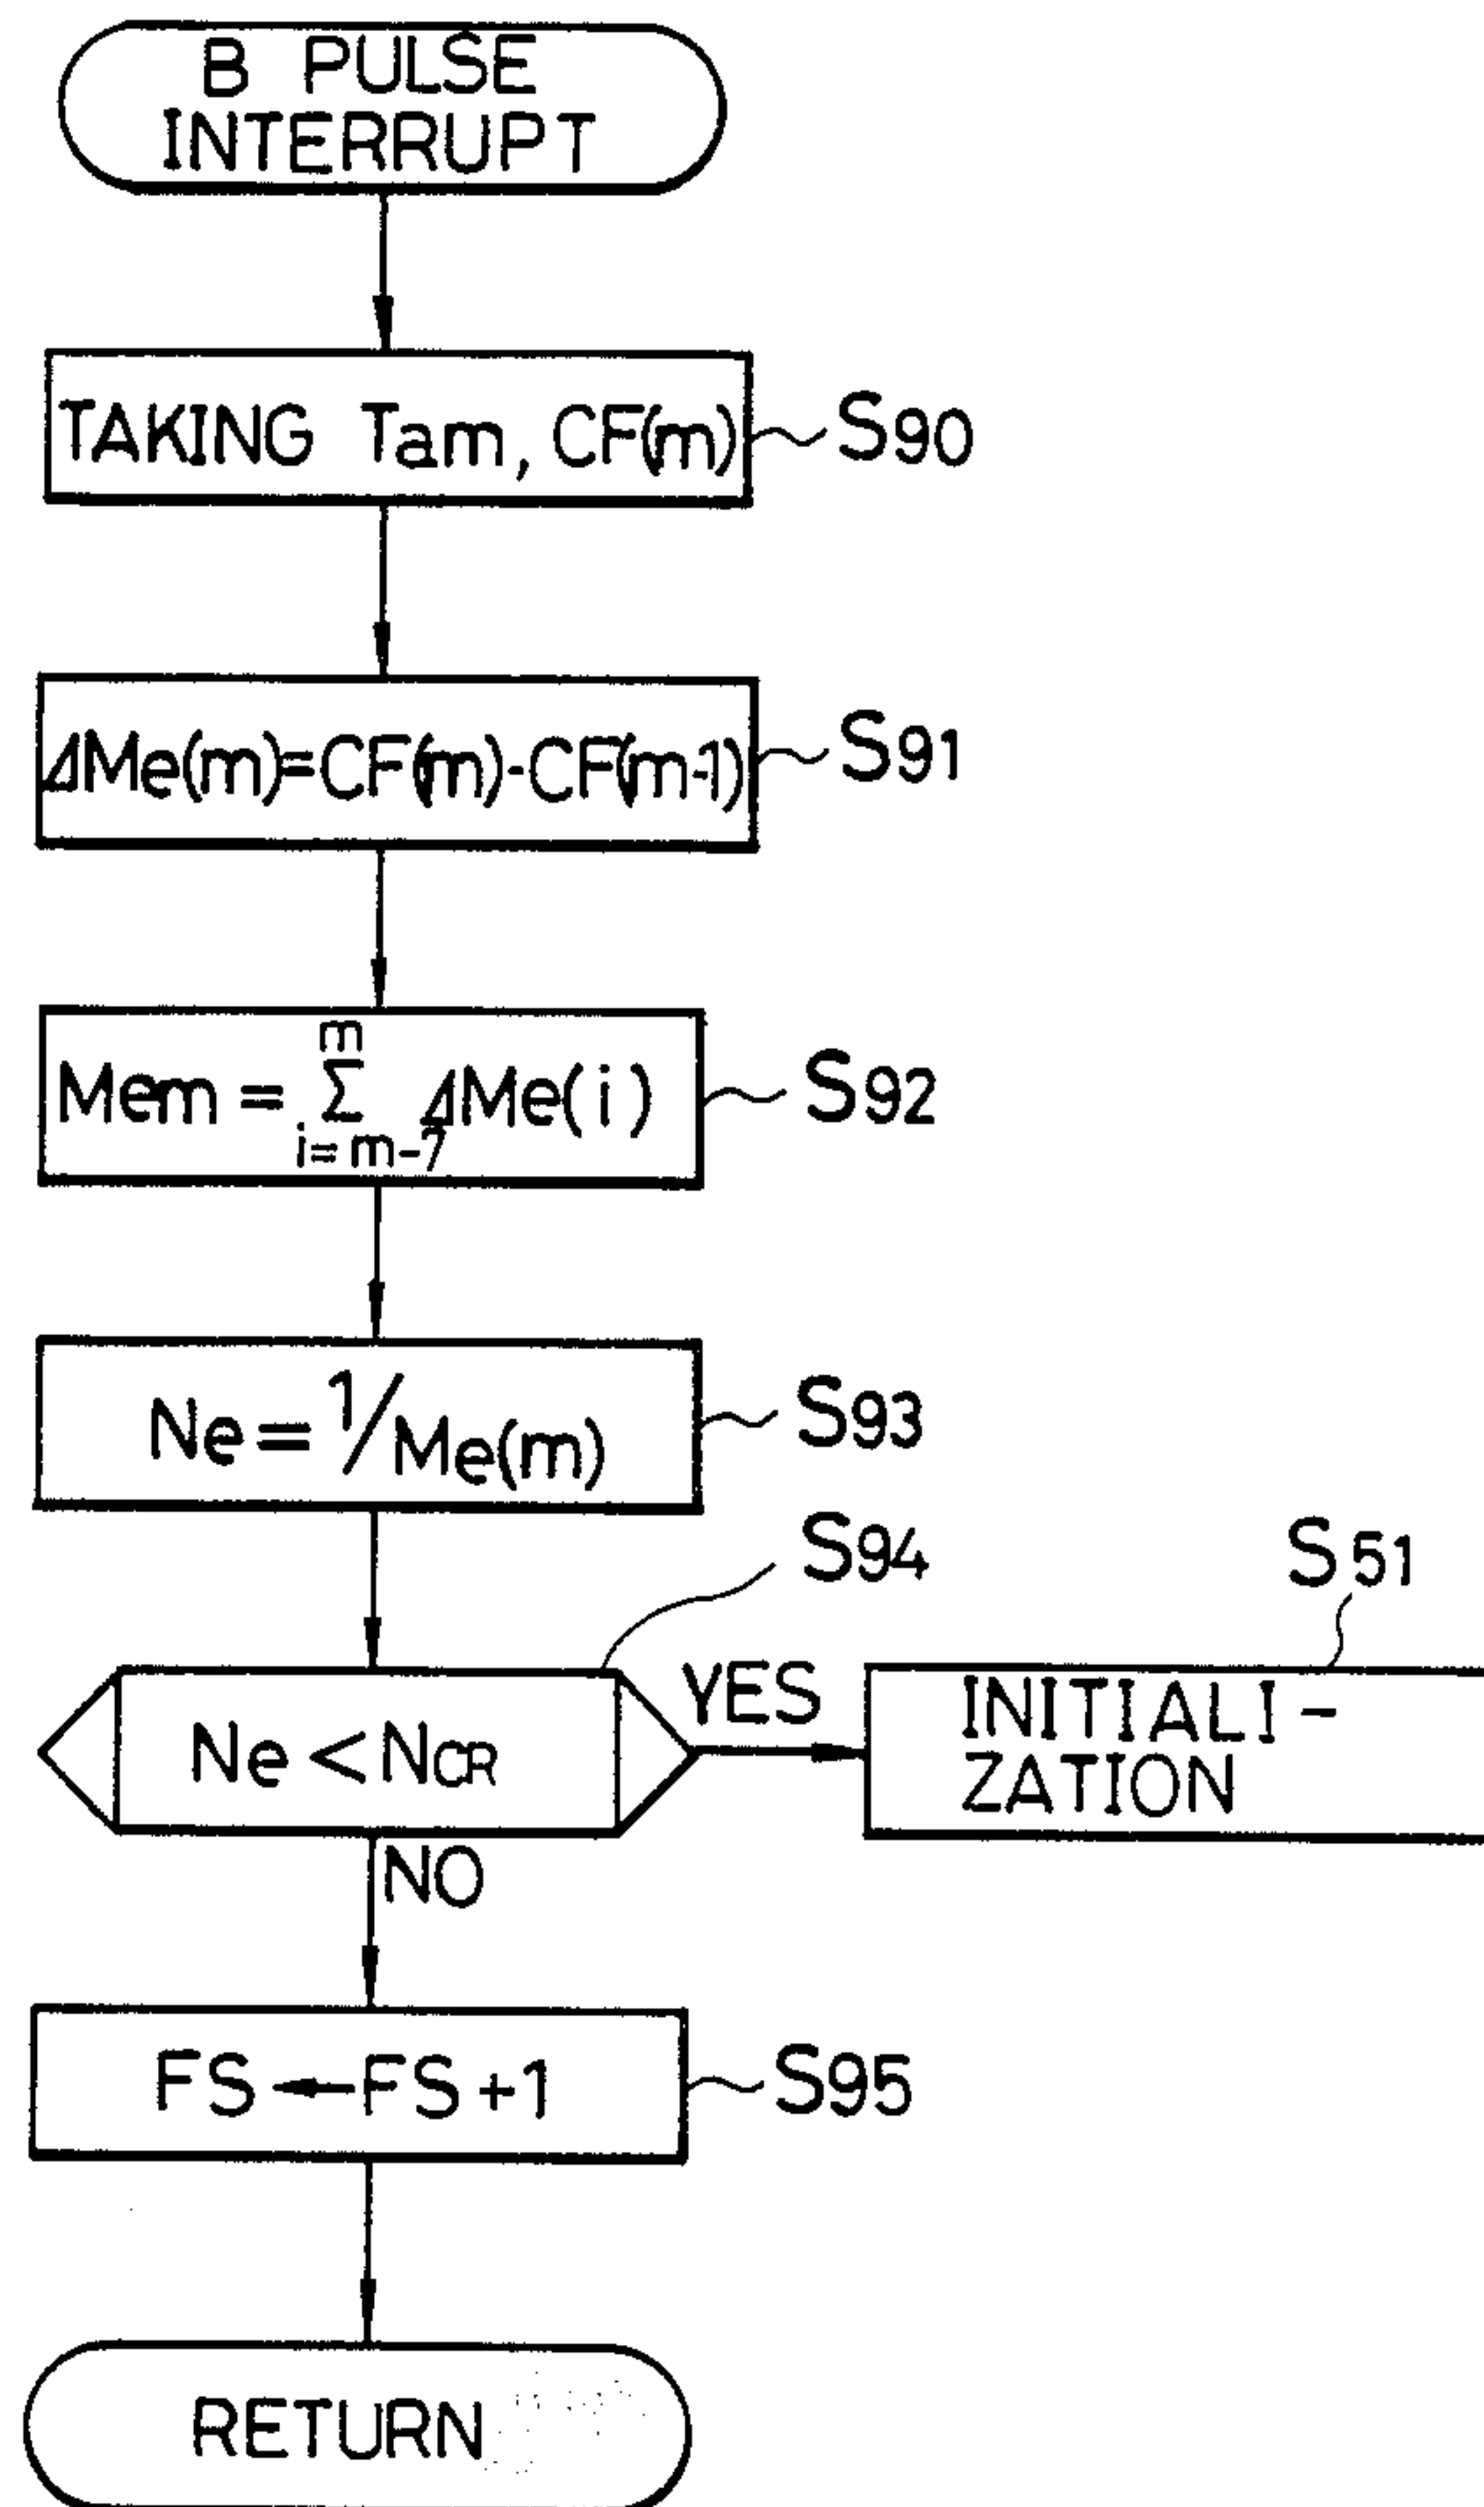 B PULSE
INTERRUPT
TAKING Tam, CF(m)
S90
ΔMe(m)=CF(m)-CF(m-1)
S91
m
Mem = Σ ΔMe(i)
i=m-7
S92
Ne=1/Me(m)
S93
S94
S51
Ne < NCR
YES
INITIALI-
ZATION
NO
FS←FS+1
S95
RETURN